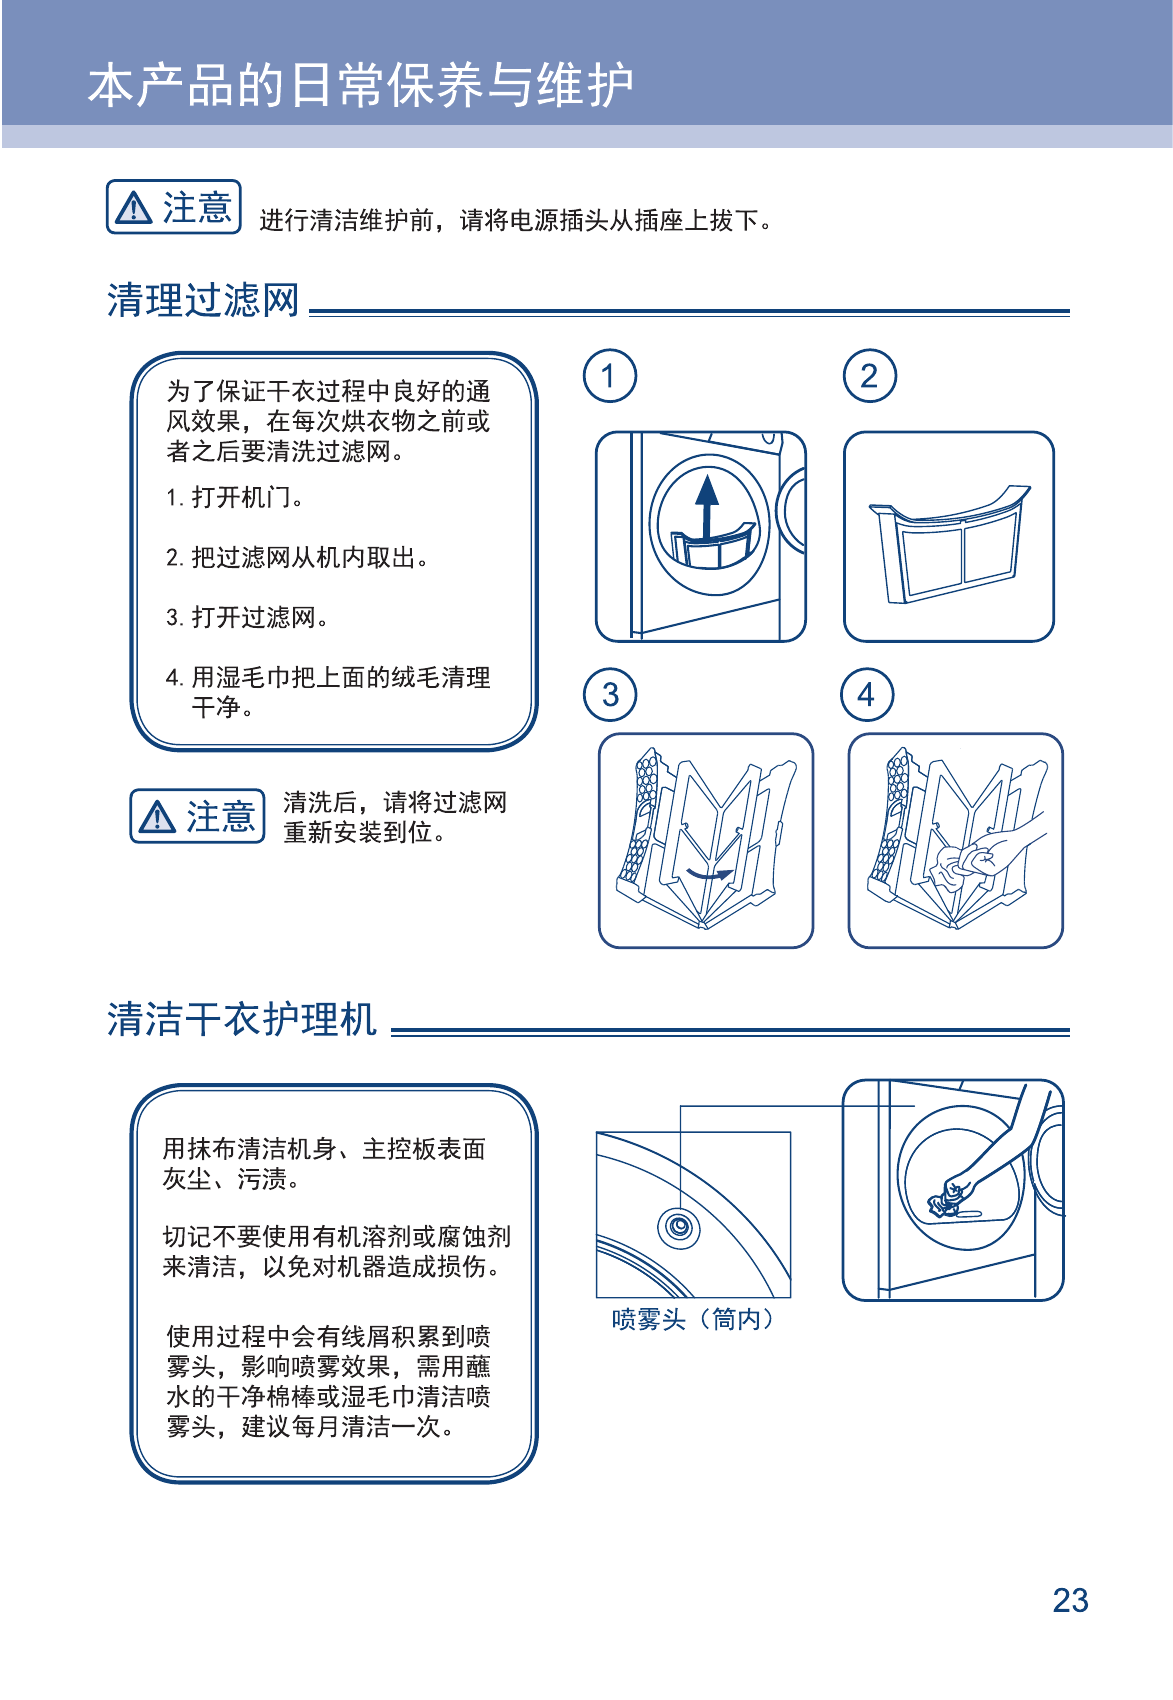 本产品的日常保养与维护
注意
进行清洁维护前，请将电源插头从插座上拔下。
清理过滤网
为了保证干衣过程中良好的通
风效果，在每次烘衣物之前或
者之后要清洗过滤网。
1.打开机门。
2.把过滤网从机内取出。
3.打开过滤网。
4.用湿毛巾把上面的绒毛清理
干净。
1
2
3
4
注意
清洗后，请将过滤网
重新安装到位。
清洁干衣护理机
用抹布清洁机身、主控板表面
灰尘、污渍。
切记不要使用有机溶剂或腐蚀剂
来清洁，以免对机器造成损伤。
使用过程中会有线屑积累到喷
雾头，影响喷雾效果，需用蘸
水的干净棉棒或湿毛巾清洁喷
雾头，建议每月清洁一次。
喷雾头（筒内）
23